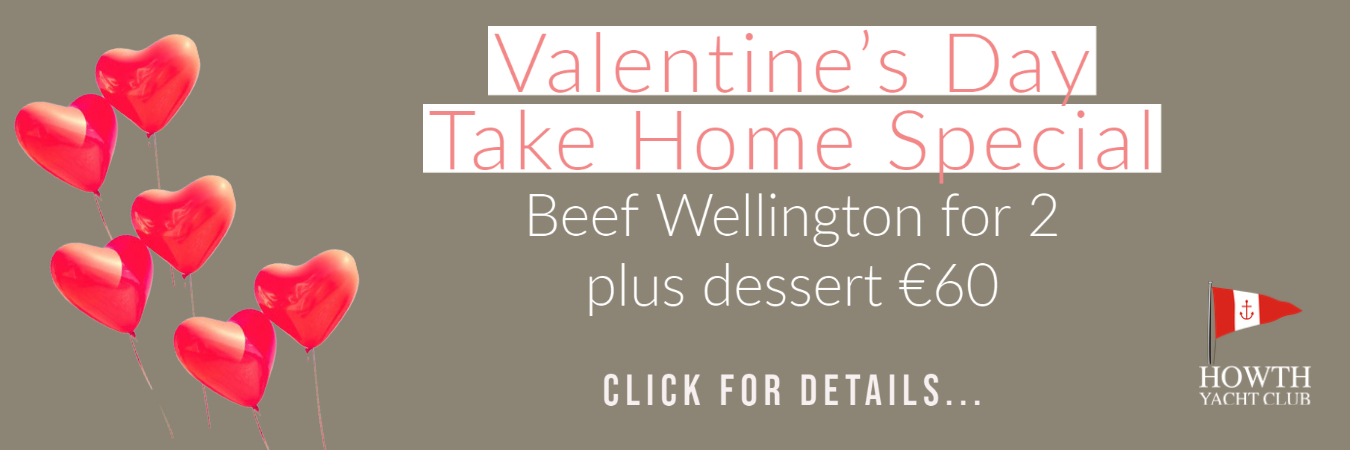 Valentine’s Day
Take Home Special
Beef Wellington for 2
plus dessert €60
CLICK FOR DETAILS...
HOWTH
YACHT CLUB